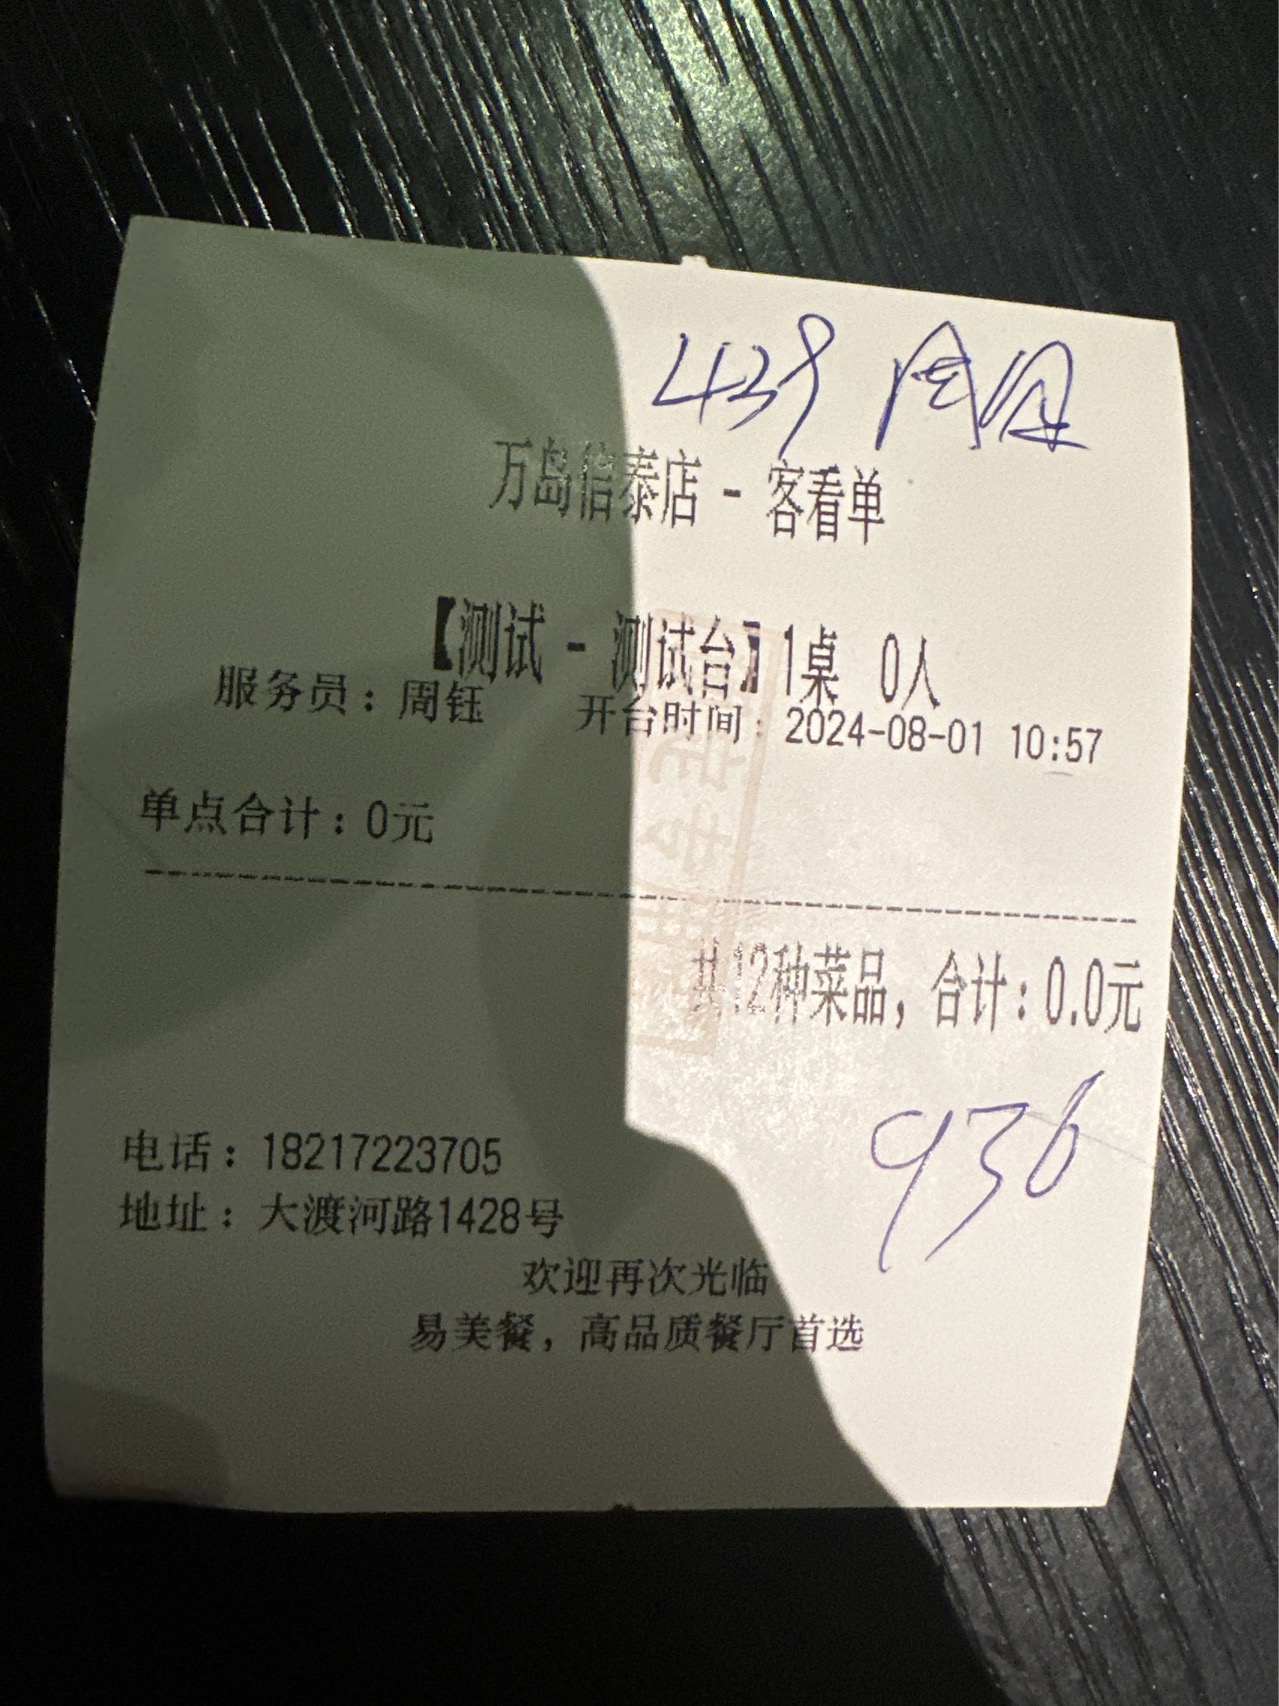 439 周
万岛信泰店 - 客看单
【测试 - 测试台】1桌 0人
服务员：周钰 开台时间：2024-08-01 10:57
单点合计：0元
共12种菜品，合计：0.0元
936
电话：18217223705
地址：大渡河路1428号
欢迎再次光临
易美餐，高品质餐厅首选